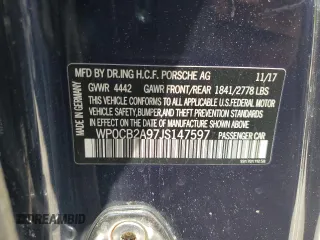 MFD BY DR.ING H.C.F. PORSCHE AG 11/17
GVWR 4442 GAWR FRONT/REAR 1841/2778 LBS
THIS VEHICLE CONFORMS TO ALL APPLICABLE
U.S. FEDERAL MOTOR VEHICLE SAFETY,
BUMPER, AND THEFT PREVENTION STANDARDS
IN EFFECT ON THE DATE OF MANUFACTURE
SHOWN ABOVE.
WP0CB2A97JS147597 PASSENGER CAR
MADE IN GERMANY